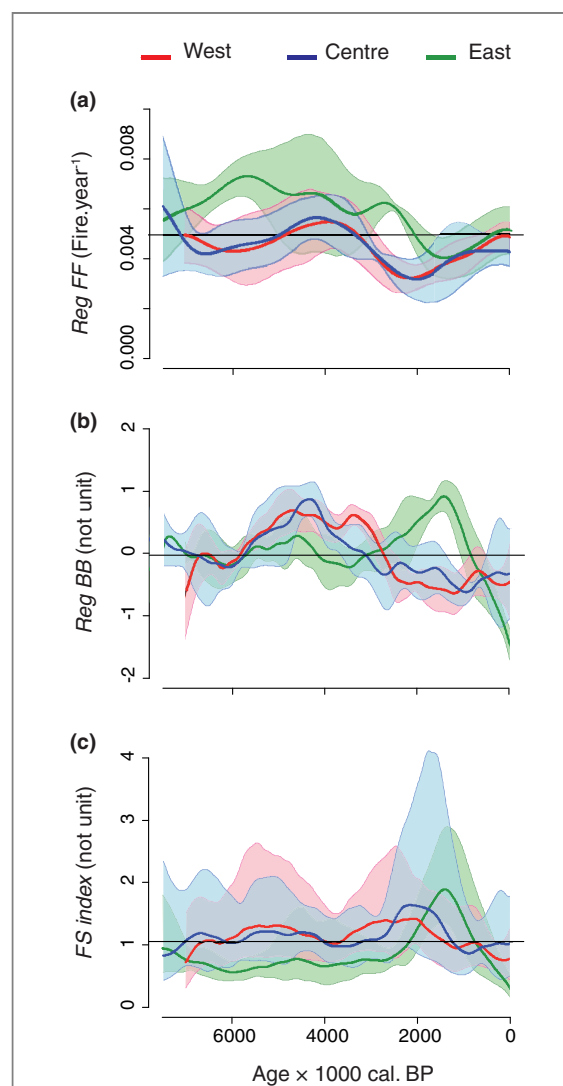 West Centre East
(a)
0.008
0.004
0.000
Reg FF (Fire.year-1)
(b)
2
1
0
-1
-2
Reg BB (not unit)
(c)
4
3
2
1
0
FS index (not unit)
6000 4000 2000 0
Age × 1000 cal. BP